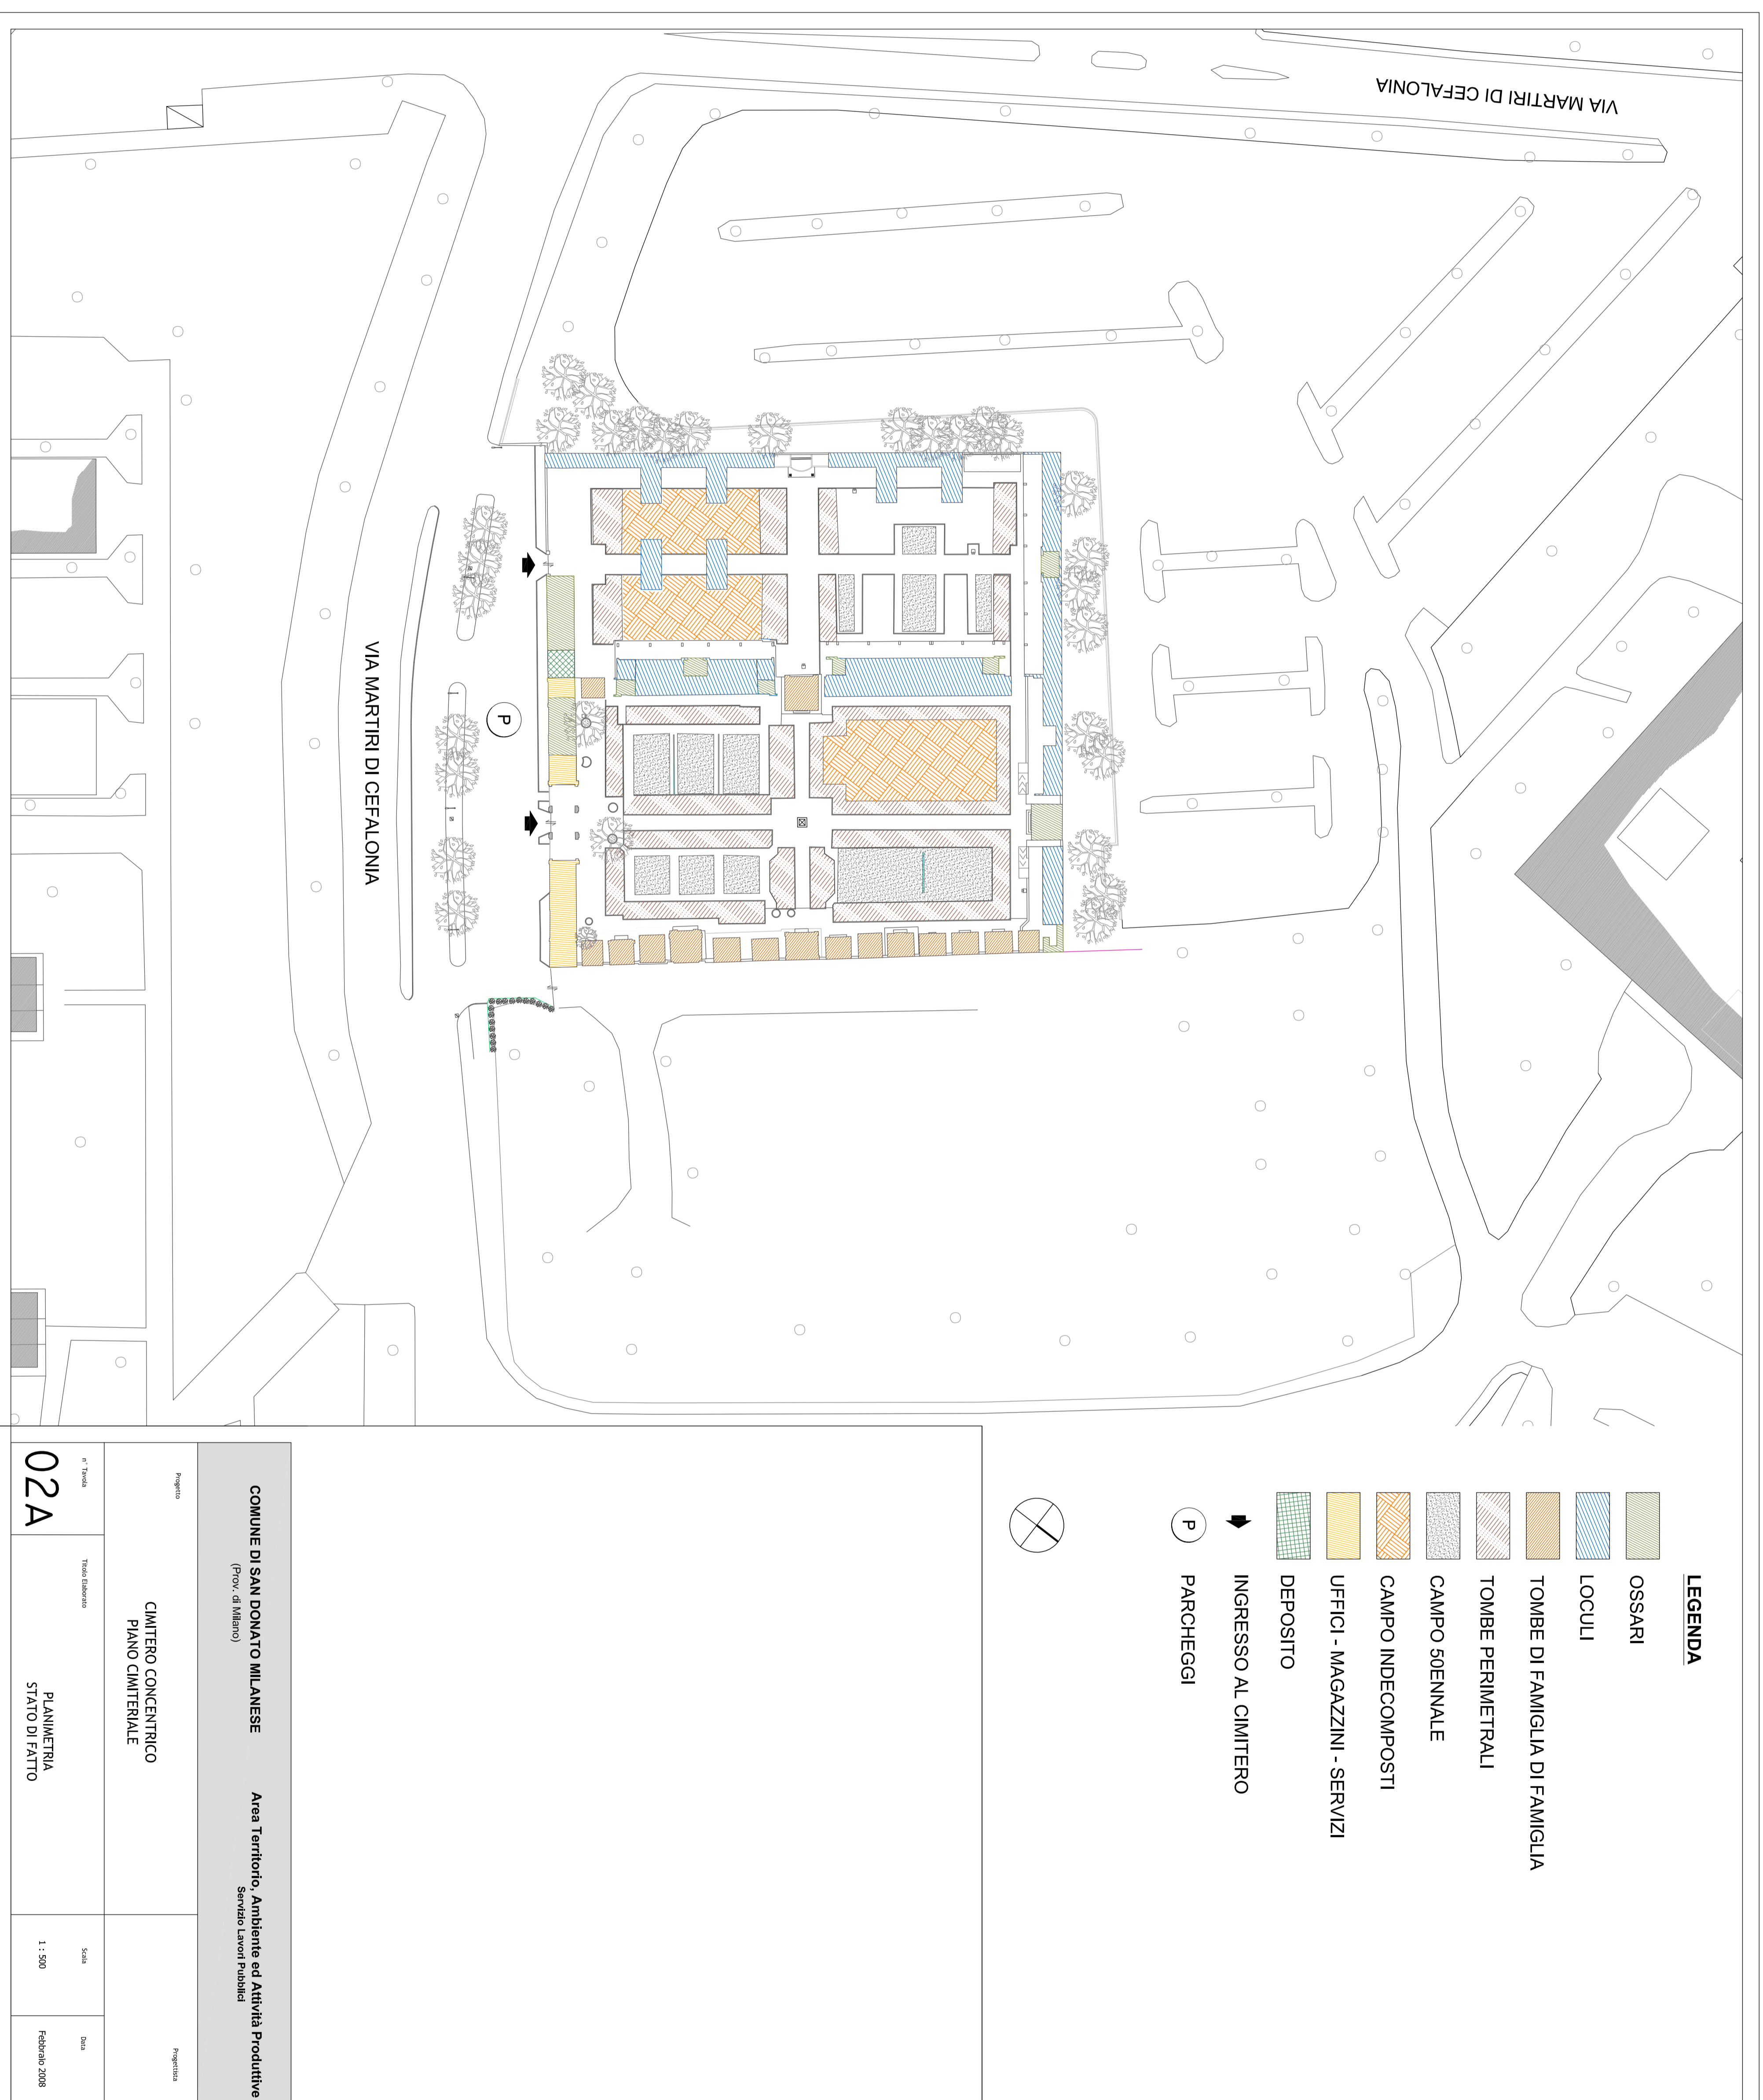 VIA MARTIRI DI CEFALONIA
VIA MARTIRI DI CEFALONIA
P
LEGENDA
OSSARI
LOCULI
TOMBE DI FAMIGLIA DI FAMIGLIA
TOMBE PERIMETRALI
CAMPO 50ENNALE
CAMPO INDECOMPOSTI
UFFICI - MAGAZZINI - SERVIZI
DEPOSITO
INGRESSO AL CIMITERO
P PARCHEGGI
COMUNE DI SAN DONATO MILANESE
(Prov. di Milano)
Area Territorio, Ambiente ed Attività Produttive
Servizio Lavori Pubblici
Progetto
CIMITERO CONCENTRICO
PIANO CIMITERIALE
Progettista
n° Tavola
02A
Titolo Elaborato
PLANIMETRIA
STATO DI FATTO
Scala
1 : 500
Data
Febbraio 2008